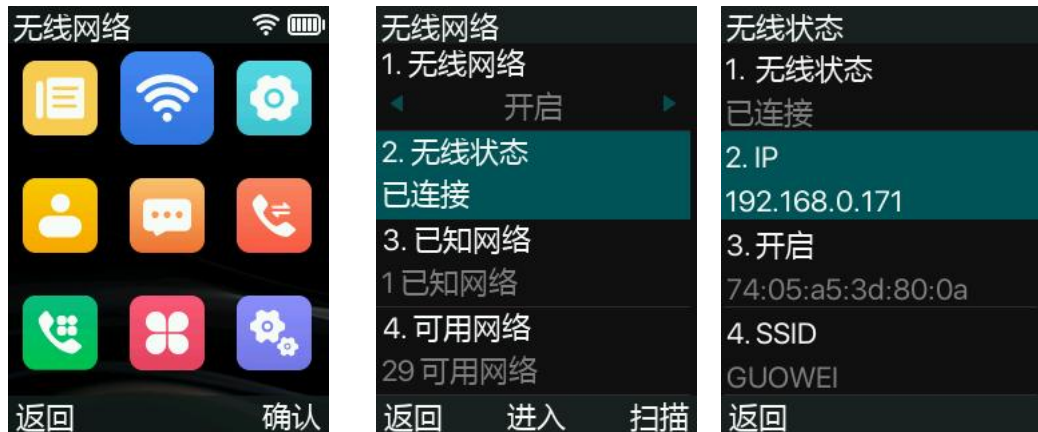 无线网络
返回
确认
无线网络
1. 无线网络
开启
2. 无线状态
已连接
3. 已知网络
1 已知网络
4. 可用网络
29 可用网络
返回
进入
扫描
无线状态
1. 无线状态
已连接
2. IP
192.168.0.171
3. 开启
74:05:a5:3d:80:0a
4. SSID
GUOWEI
返回